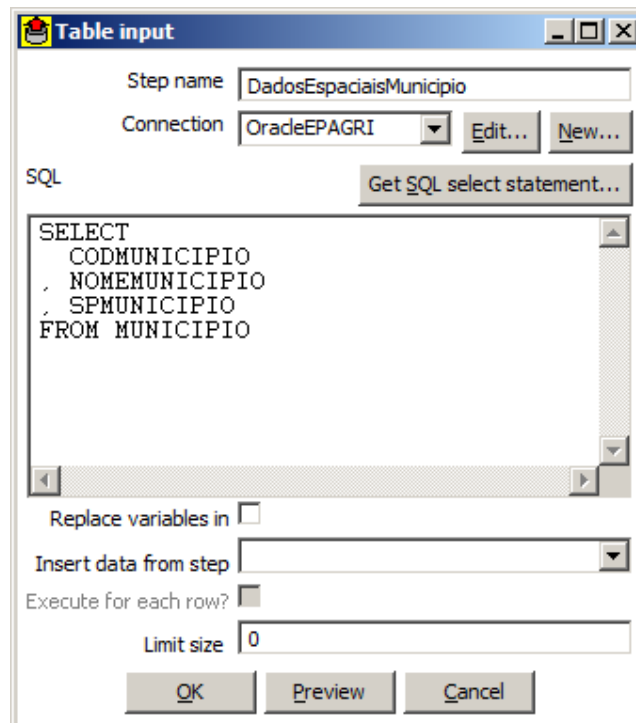 Table input
Step name DadosEspaciaisMunicipio
Connection OracleEPAGRI Edit... New...
SQL Get SQL select statement...
SELECT
CODMUNICIPIO
, NOMEMUNICIPIO
, SPMUNICIPIO
FROM MUNICIPIO
Replace variables in
Insert data from step
Execute for each row?
Limit size 0
OK Preview Cancel